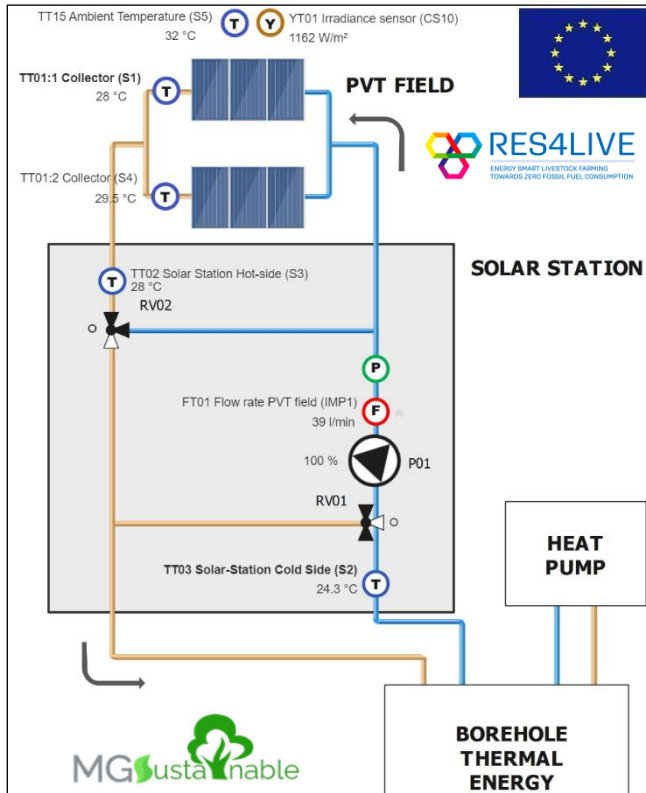 TT15 Ambient Temperature (S5)
32 °C
T
Y
YT01 Irradiance sensor (CS10)
1162 W/m²
TT01:1 Collector (S1)
28 °C
T
PVT FIELD
RES4LIVE
ENERGY SMART LIVESTOCK FARMING
TOWARDS ZERO FOSSIL FUEL CONSUMPTION
TT01:2 Collector (S4)
29.5 °C
T
SOLAR STATION
T
TT02 Solar Station Hot-side (S3)
28 °C
RV02
P
FT01 Flow rate PVT field (IMP1)
39 l/min
F
100 %
P01
RV01
TT03 Solar-Station Cold Side (S2)
24.3 °C
T
HEAT
PUMP
MGSustainable
BOREHOLE
THERMAL
ENERGY